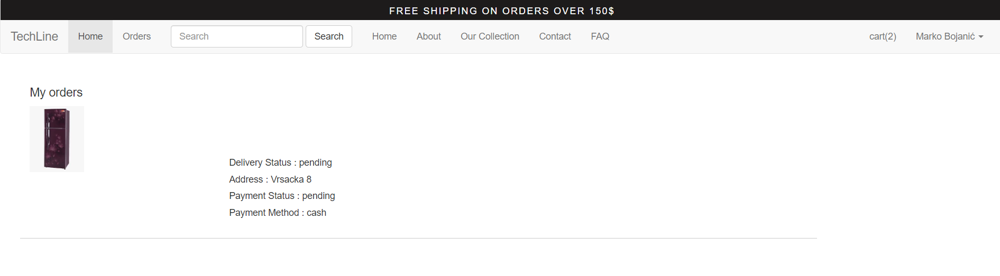 FREE SHIPPING ON ORDERS OVER 150$
TechLine Home Orders Search Search Home About Our Collection Contact FAQ cart(2) Marko Bojanić
My orders
Delivery Status : pending
Address : Vrsacka 8
Payment Status : pending
Payment Method : cash